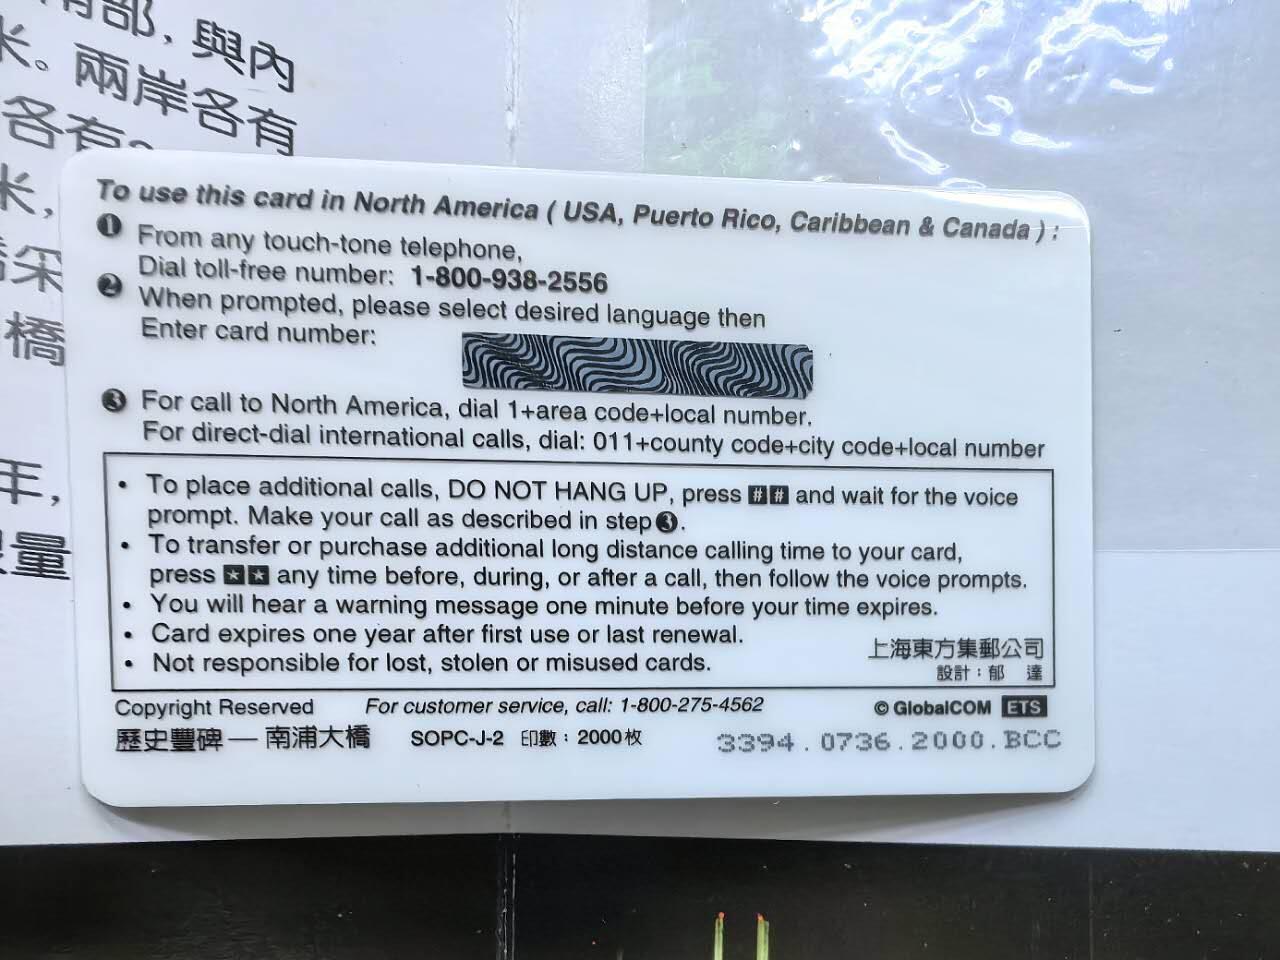 南部，與內
米。兩岸各有
各有
米，
橋
年，
量
To use this card in North America ( USA, Puerto Rico, Caribbean & Canada ) :
❶ From any touch-tone telephone,
Dial toll-free number: 1-800-938-2556
❷ When prompted, please select desired language then
Enter card number:
❸ For call to North America, dial 1+area code+local number.
For direct-dial international calls, dial: 011+county code+city code+local number
• To place additional calls, DO NOT HANG UP, press ## and wait for the voice
prompt. Make your call as described in step ❸.
• To transfer or purchase additional long distance calling time to your card,
press ** any time before, during, or after a call, then follow the voice prompts.
• You will hear a warning message one minute before your time expires.
• Card expires one year after first use or last renewal.
• Not responsible for lost, stolen or misused cards.
上海東方集郵公司
設計：郁 達
Copyright Reserved For customer service, call: 1-800-275-4562 © GlobalCOM ETS
歷史豐碑 — 南浦大橋 SOPC-J-2 印數：2000枚 3394.0736.2000.BCC